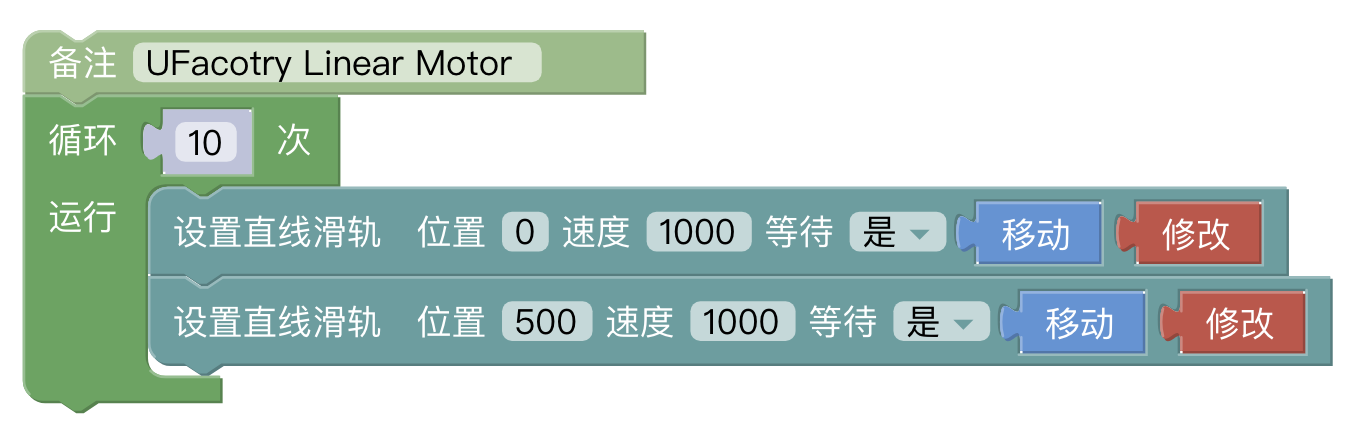 备注 UFacotry Linear Motor
循环 10 次
运行
设置直线滑轨 位置 0 速度 1000 等待 是 移动 修改
设置直线滑轨 位置 500 速度 1000 等待 是 移动 修改